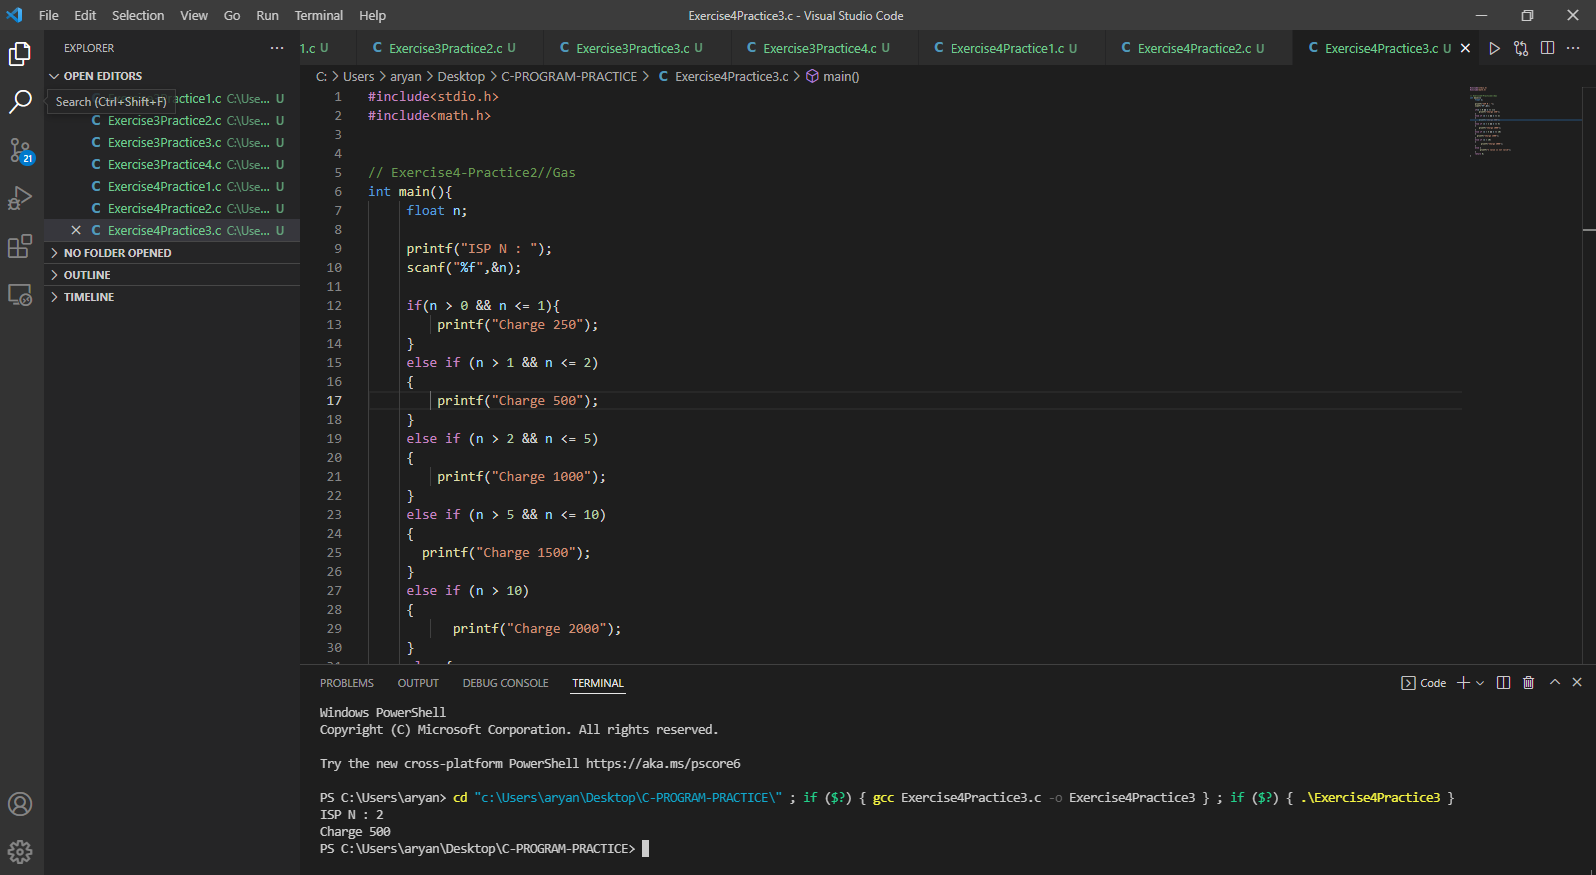 File Edit Selection View Go Run Terminal Help
Exercise4Practice3.c - Visual Studio Code
EXPLORER
OPEN EDITORS
Search (Ctrl+Shift+F)
actice1.c C:\Use... U
Exercise3Practice2.c C:\Use... U
Exercise3Practice3.c C:\Use... U
Exercise3Practice4.c C:\Use... U
Exercise4Practice1.c C:\Use... U
Exercise4Practice2.c C:\Use... U
Exercise4Practice3.c C:\Use... U
NO FOLDER OPENED
OUTLINE
TIMELINE
21
1.c U
Exercise3Practice2.c U
Exercise3Practice3.c U
Exercise3Practice4.c U
Exercise4Practice1.c U
Exercise4Practice2.c U
Exercise4Practice3.c U
C: > Users > aryan > Desktop > C-PROGRAM-PRACTICE > C Exercise4Practice3.c > main()
1 #include<stdio.h>
2 #include<math.h>
3
4
5 // Exercise4-Practice2//Gas
6 int main(){
7 float n;
8
9 printf("ISP N : ");
10 scanf("%f",&n);
11
12 if(n > 0 && n <= 1){
13 printf("Charge 250");
14 }
15 else if (n > 1 && n <= 2)
16 {
17 printf("Charge 500");
18 }
19 else if (n > 2 && n <= 5)
20 {
21 printf("Charge 1000");
22 }
23 else if (n > 5 && n <= 10)
24 {
25 printf("Charge 1500");
26 }
27 else if (n > 10)
28 {
29 printf("Charge 2000");
30 }
PROBLEMS OUTPUT DEBUG CONSOLE TERMINAL
Code
Windows PowerShell
Copyright (C) Microsoft Corporation. All rights reserved.
Try the new cross-platform PowerShell https://aka.ms/pscore6
PS C:\Users\aryan> cd "c:\Users\aryan\Desktop\C-PROGRAM-PRACTICE\" ; if ($?) { gcc Exercise4Practice3.c -o Exercise4Practice3 } ; if ($?) { .\Exercise4Practice3 }
ISP N : 2
Charge 500
PS C:\Users\aryan\Desktop\C-PROGRAM-PRACTICE>